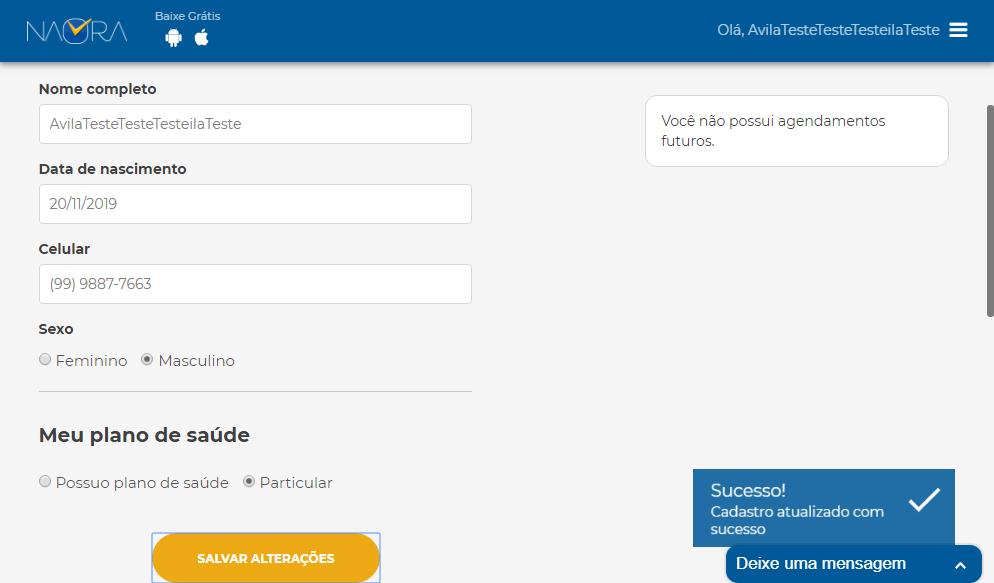 NAORA
Baixe Grátis
Olá, AvilaTesteTesteTesteilaTeste
Nome completo
AvilaTesteTesteTesteilaTeste
Data de nascimento
20/11/2019
Celular
(99) 9887-7663
Sexo
Feminino Masculino
Meu plano de saúde
Possuo plano de saúde Particular
SALVAR ALTERAÇÕES
Você não possui agendamentos
futuros.
Sucesso!
Cadastro atualizado com
sucesso
Deixe uma mensagem